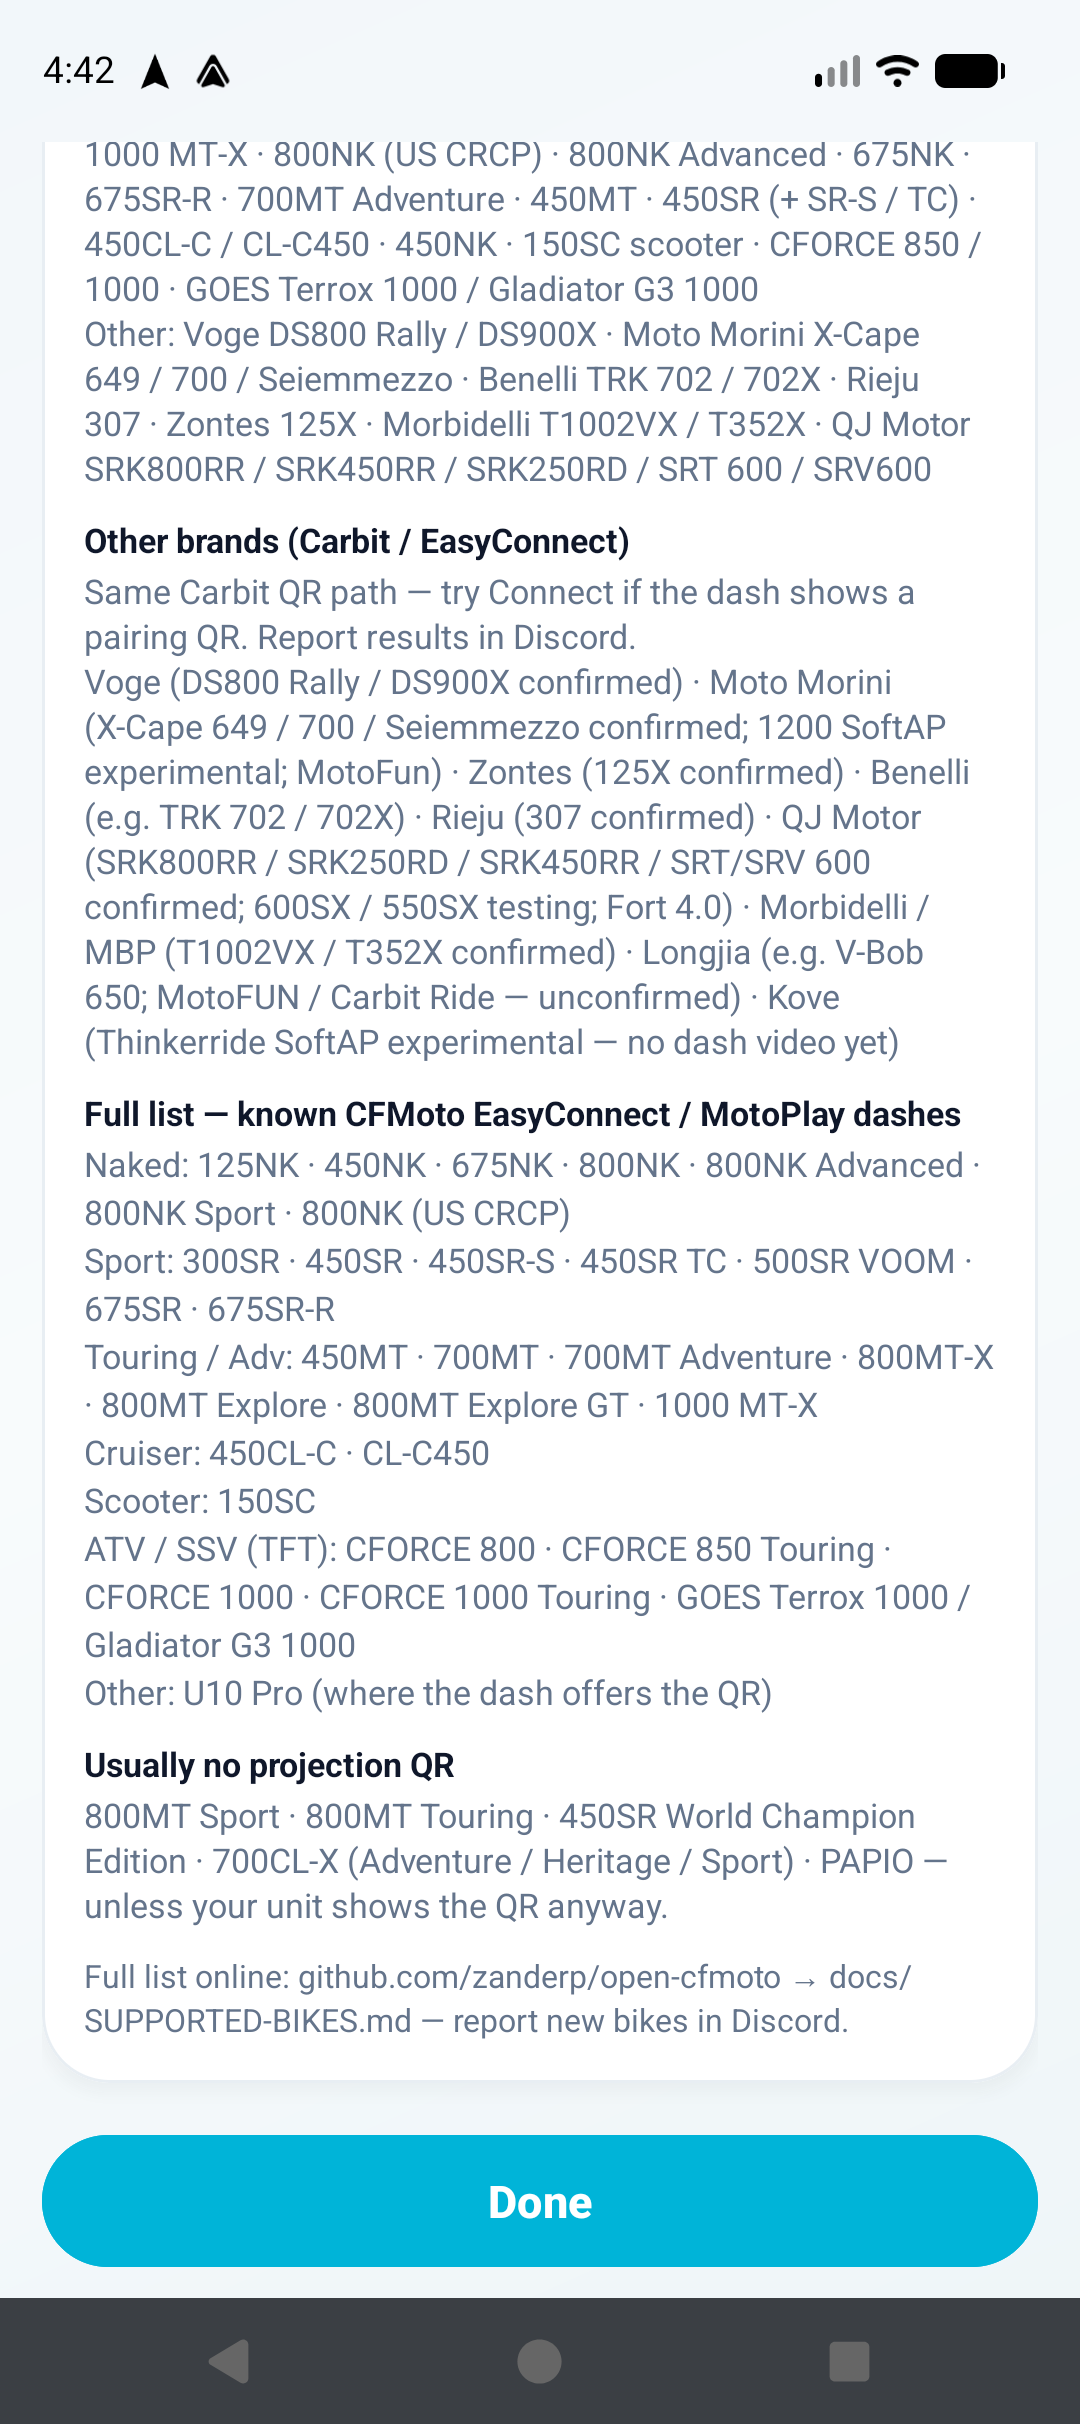 4:42
1000 MT-X · 800NK (US CRCP) · 800NK Advanced · 675NK ·
675SR-R · 700MT Adventure · 450MT · 450SR (+ SR-S / TC) ·
450CL-C / CL-C450 · 450NK · 150SC scooter · CFORCE 850 /
1000 · GOES Terrox 1000 / Gladiator G3 1000
Other: Voge DS800 Rally / DS900X · Moto Morini X-Cape
649 / 700 / Seiemmezzo · Benelli TRK 702 / 702X · Rieju
307 · Zontes 125X · Morbidelli T1002VX / T352X · QJ Motor
SRK800RR / SRK450RR / SRK250RD / SRT 600 / SRV600
Other brands (Carbit / EasyConnect)
Same Carbit QR path — try Connect if the dash shows a
pairing QR. Report results in Discord.
Voge (DS800 Rally / DS900X confirmed) · Moto Morini
(X-Cape 649 / 700 / Seiemmezzo confirmed; 1200 SoftAP
experimental; MotoFun) · Zontes (125X confirmed) · Benelli
(e.g. TRK 702 / 702X) · Rieju (307 confirmed) · QJ Motor
(SRK800RR / SRK250RD / SRK450RR / SRT/SRV 600
confirmed; 600SX / 550SX testing; Fort 4.0) · Morbidelli /
MBP (T1002VX / T352X confirmed) · Longjia (e.g. V-Bob
650; MotoFUN / Carbit Ride — unconfirmed) · Kove
(Thinkerride SoftAP experimental — no dash video yet)
Full list — known CFMoto EasyConnect / MotoPlay dashes
Naked: 125NK · 450NK · 675NK · 800NK · 800NK Advanced ·
800NK Sport · 800NK (US CRCP)
Sport: 300SR · 450SR · 450SR-S · 450SR TC · 500SR VOOM ·
675SR · 675SR-R
Touring / Adv: 450MT · 700MT · 700MT Adventure · 800MT-X
· 800MT Explore · 800MT Explore GT · 1000 MT-X
Cruiser: 450CL-C · CL-C450
Scooter: 150SC
ATV / SSV (TFT): CFORCE 800 · CFORCE 850 Touring ·
CFORCE 1000 · CFORCE 1000 Touring · GOES Terrox 1000 /
Gladiator G3 1000
Other: U10 Pro (where the dash offers the QR)
Usually no projection QR
800MT Sport · 800MT Touring · 450SR World Champion
Edition · 700CL-X (Adventure / Heritage / Sport) · PAPIO —
unless your unit shows the QR anyway.
Full list online: github.com/zanderp/open-cfmoto → docs/
SUPPORTED-BIKES.md — report new bikes in Discord.
Done